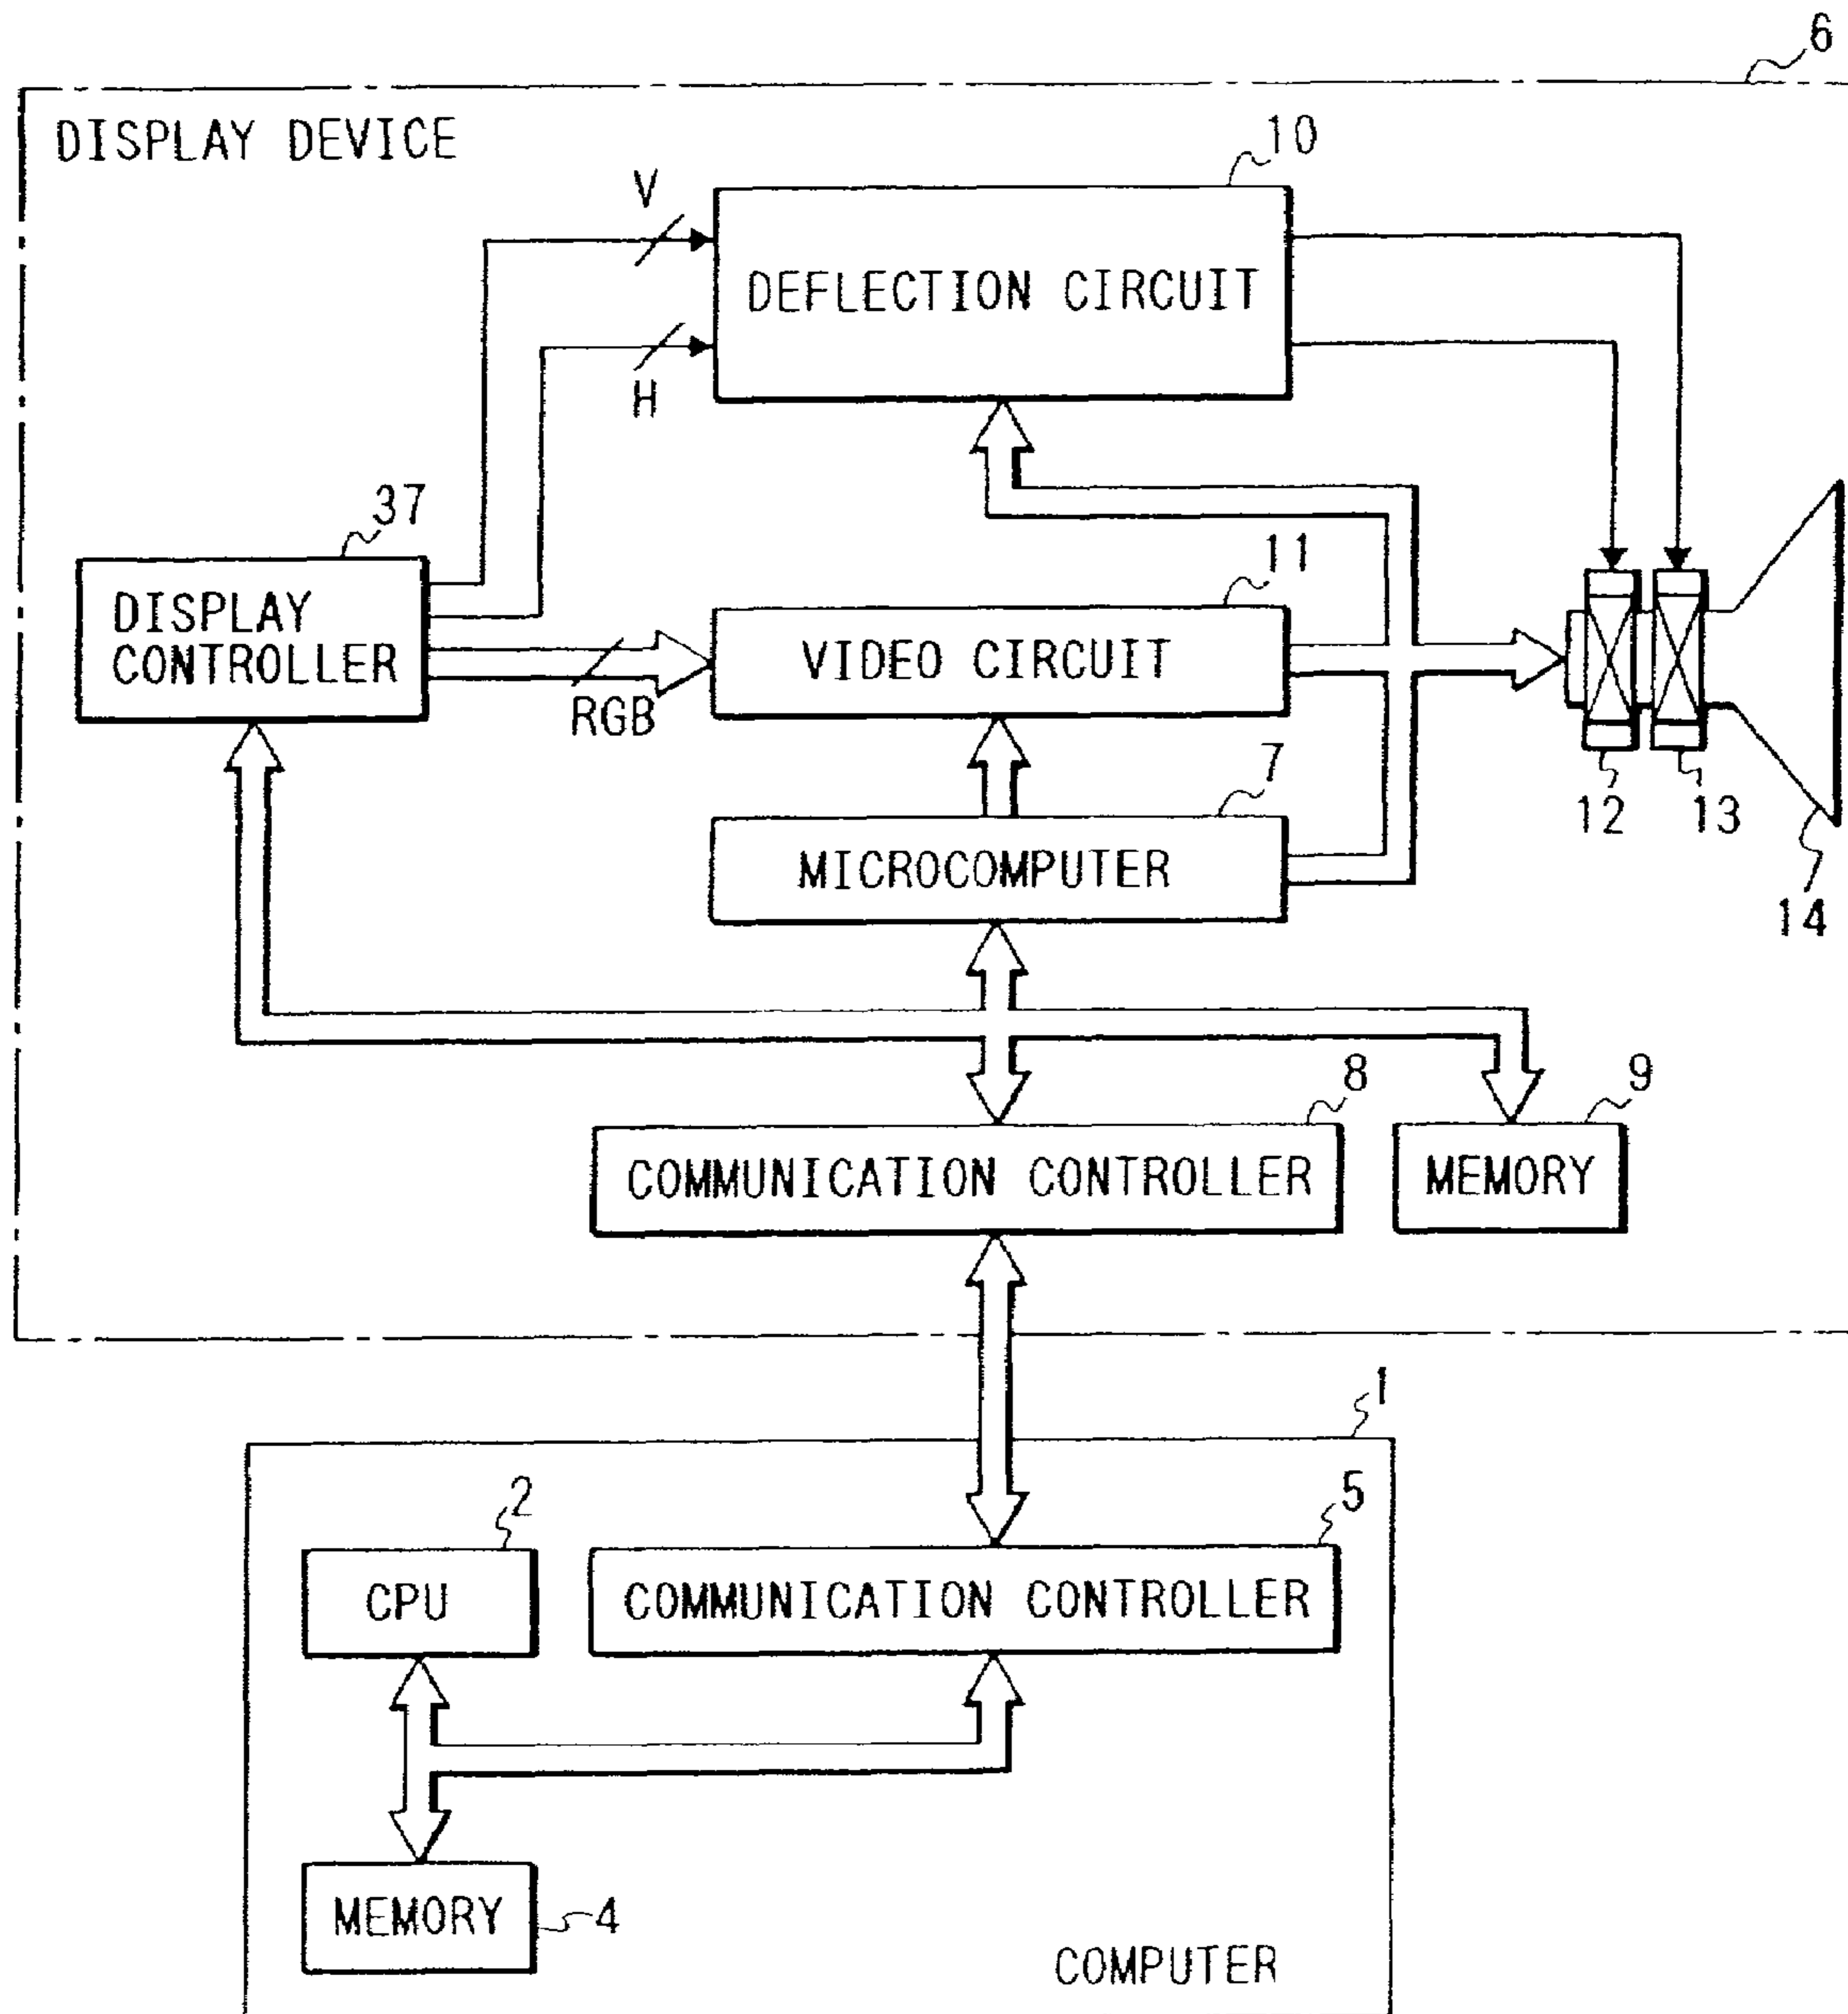 6
DISPLAY DEVICE
10
V
DEFLECTION CIRCUIT
H
37
11
DISPLAY
CONTROLLER
VIDEO CIRCUIT
RGB
7
12
13
MICROCOMPUTER
14
8
9
COMMUNICATION CONTROLLER
MEMORY
1
2
5
CPU
COMMUNICATION CONTROLLER
MEMORY
4
COMPUTER